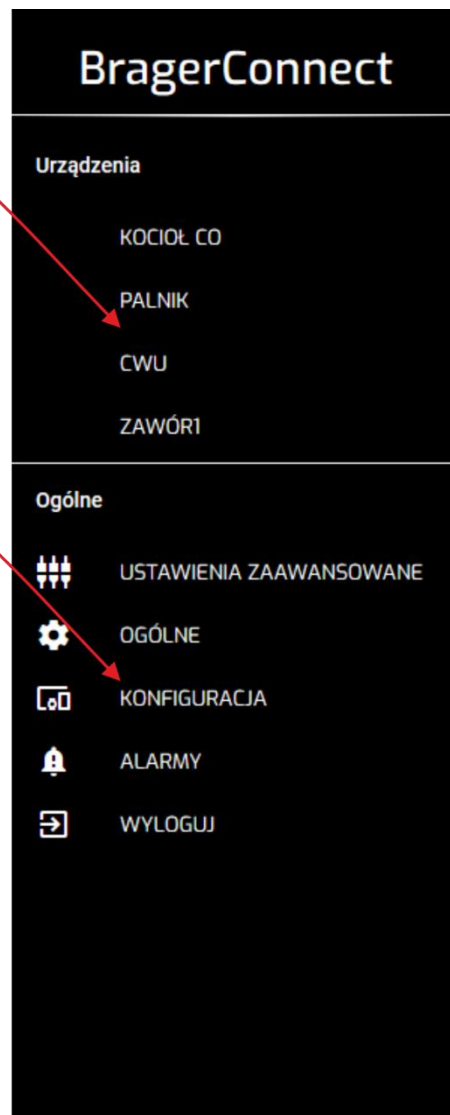 BragerConnect
Urządzenia
KOCIOŁ CO
PALNIK
CWU
ZAWÓR1
Ogólne
USTAWIENIA ZAAWANSOWANE
OGÓLNE
KONFIGURACJA
ALARMY
WYLOGUJ